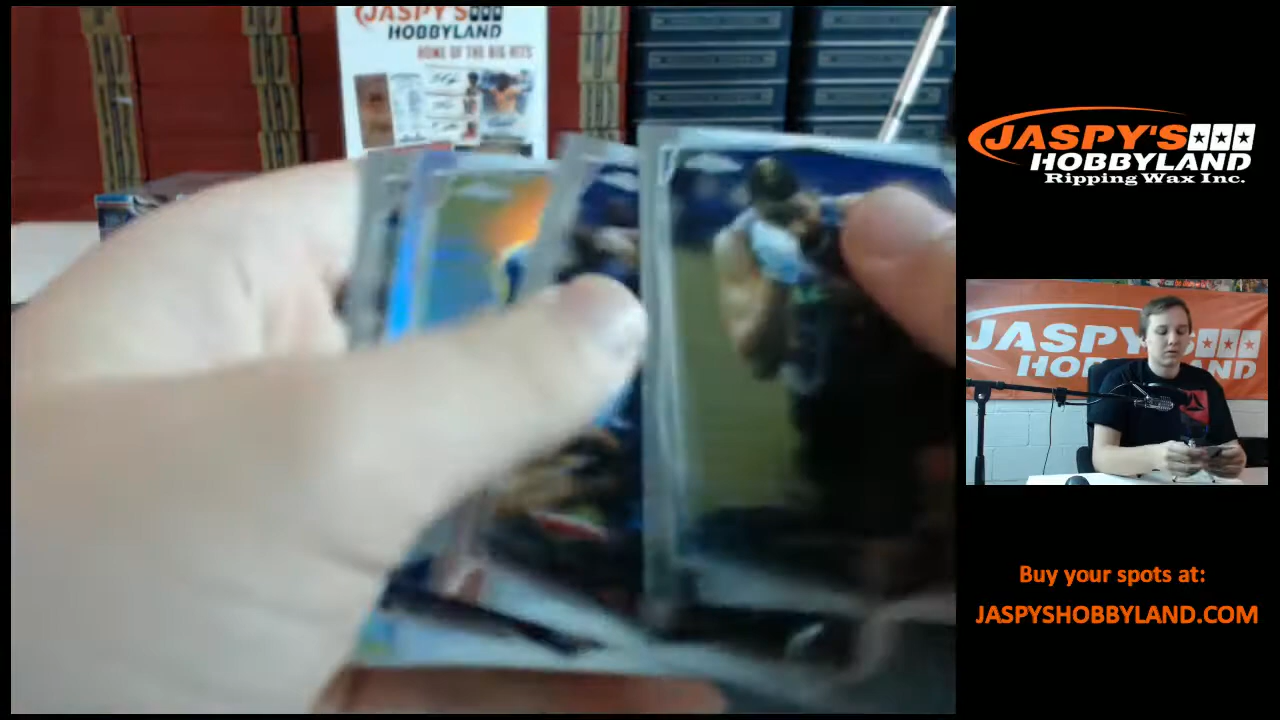 JASPY'S
HOBBYLAND
HOME OF THE BIG HITS
JASPY'S
HOBBYLAND
Ripping Wax Inc.
JASPY'S
HOBBYLAND
Buy your spots at:
JASPYSHOBBYLAND.COM